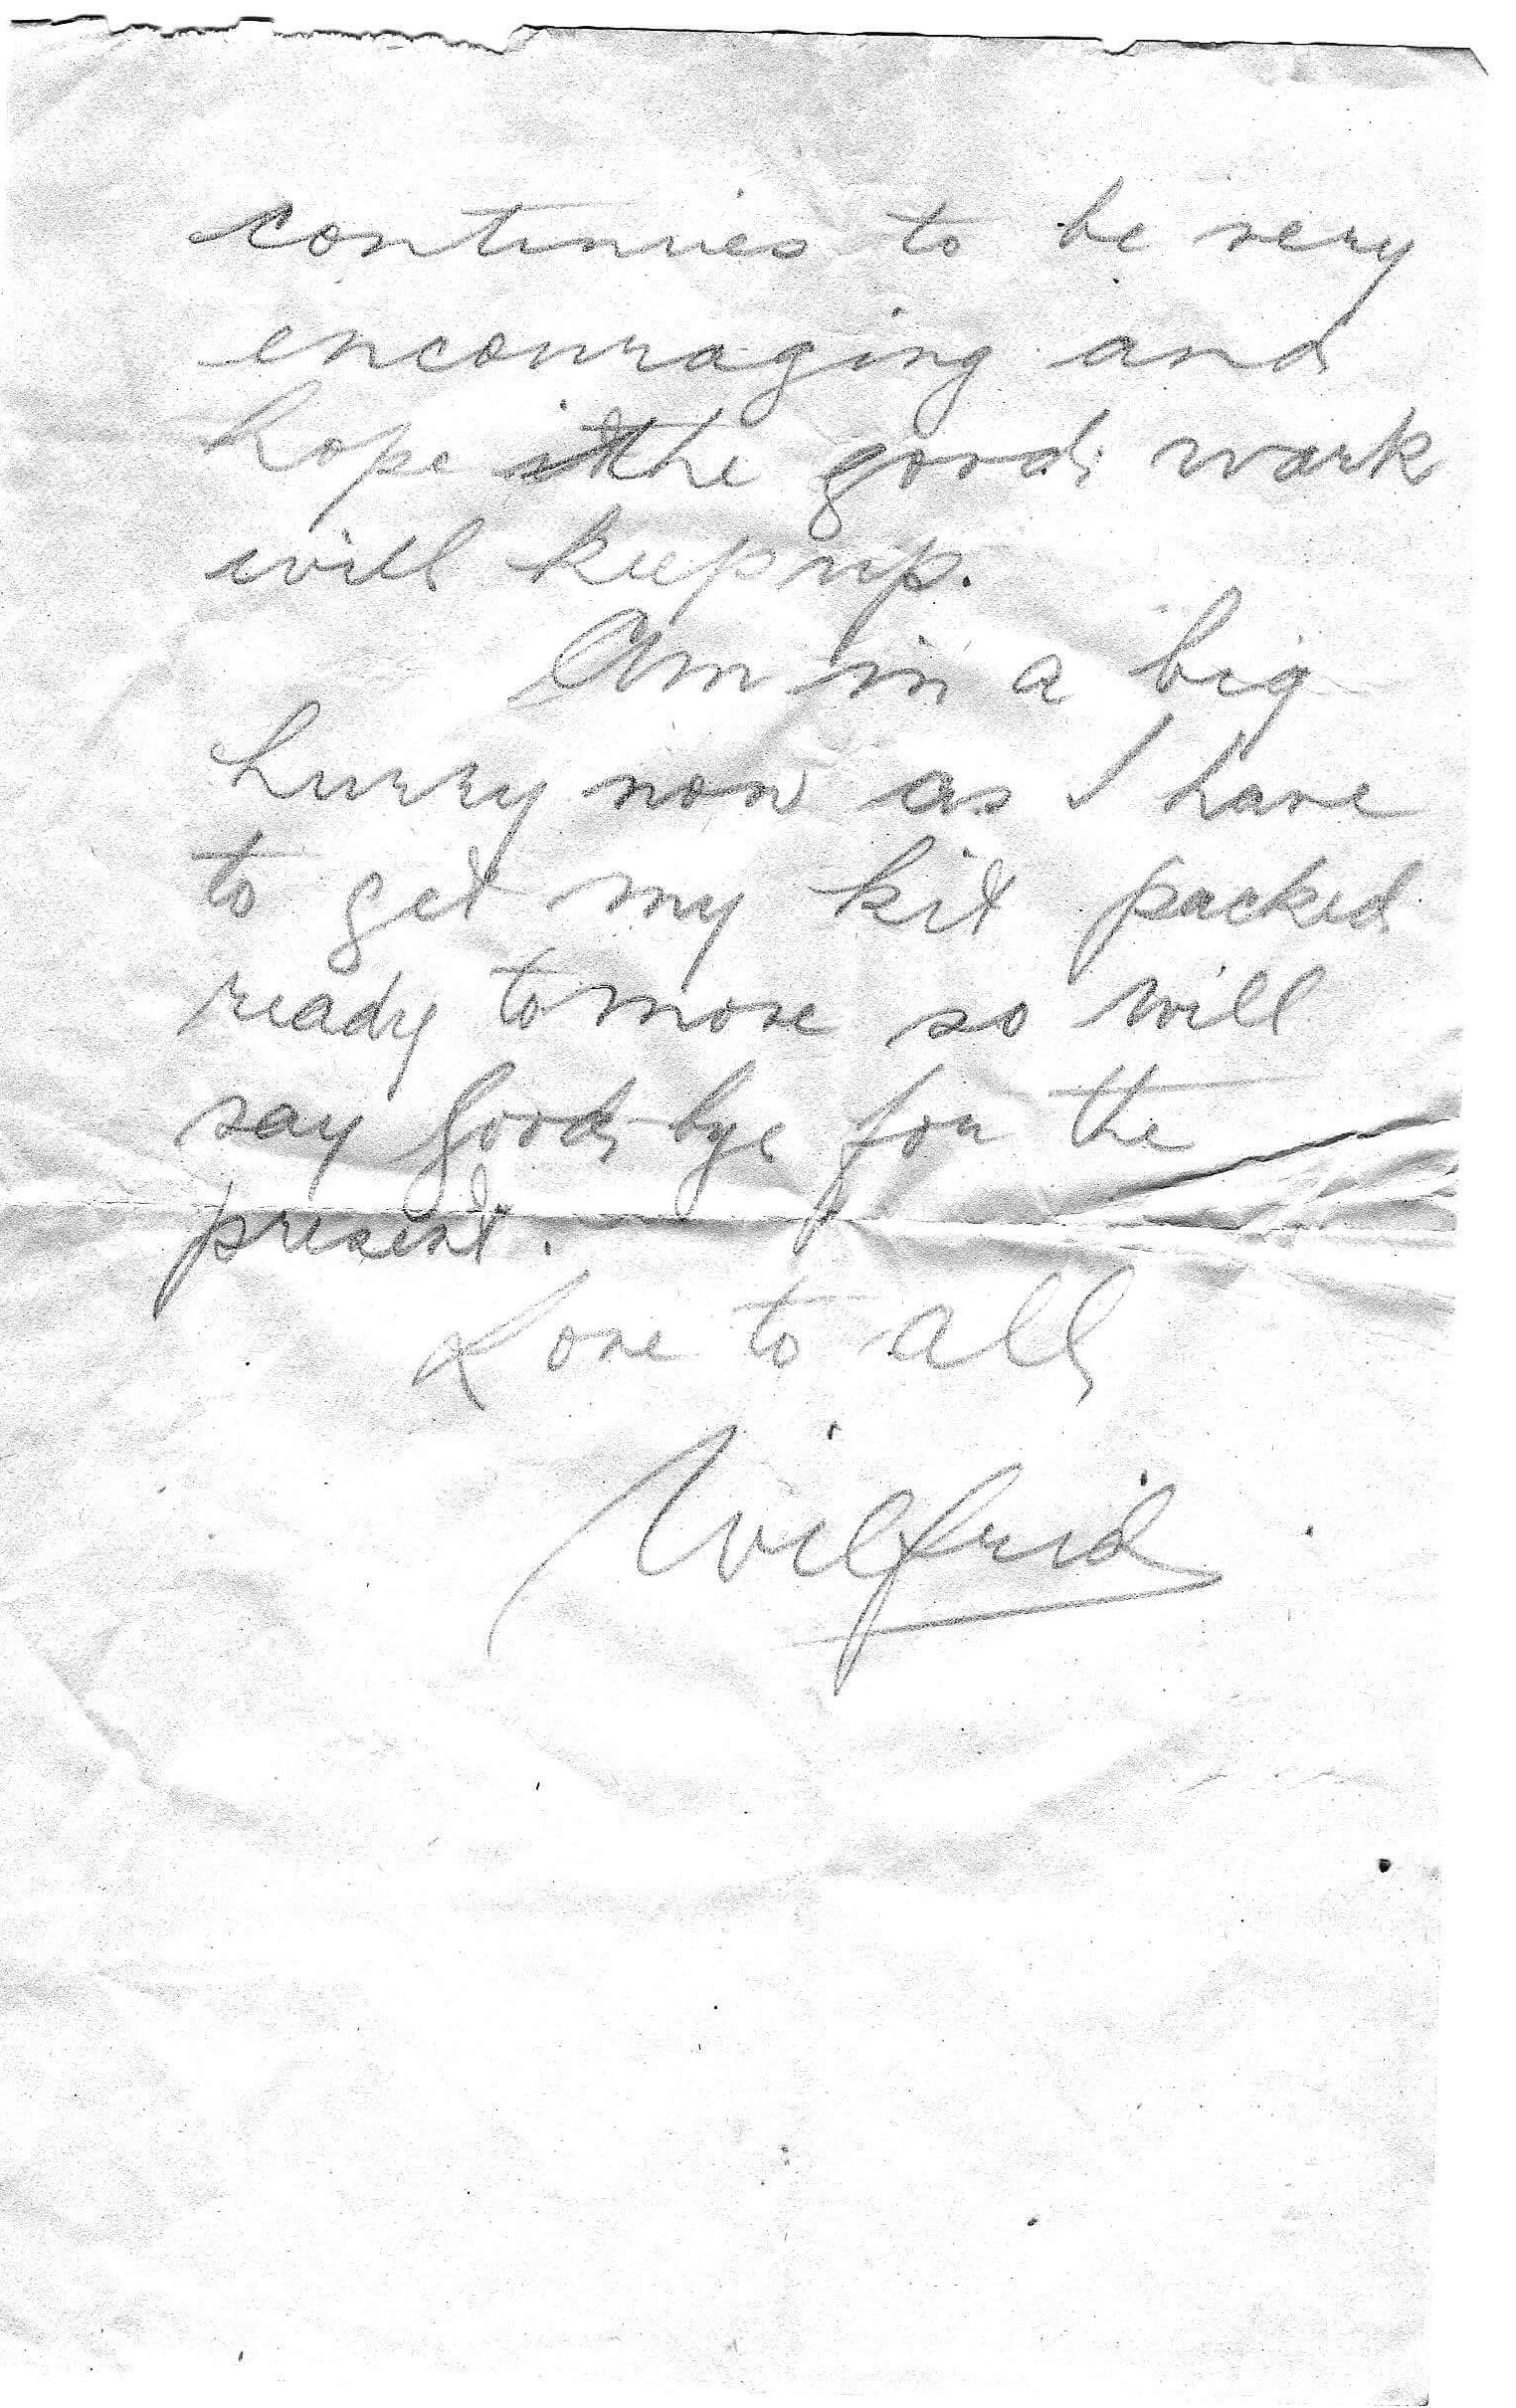 continues to be very
encouraging and
hope the good work
will keep up.
Am in a big
hurry now as I have
to get my kit packed
ready to move so will
say good-bye for the
present.
Love to all
Wilfrid